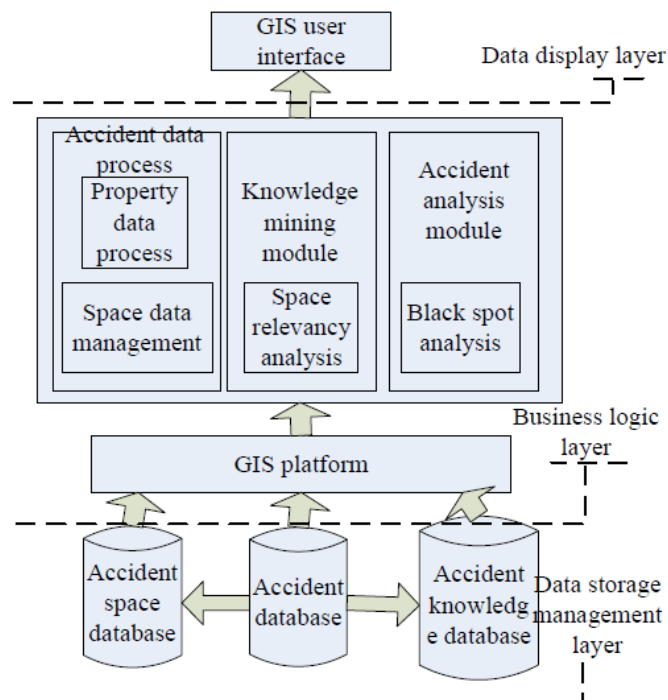 GIS user
interface
Data display layer
Accident data
process
Property
data
process
Space data
management
Knowledge
mining
module
Space
relevancy
analysis
Accident
analysis
module
Black spot
analysis
Business logic
layer
GIS platform
Accident
space
database
Accident
database
Accident
knowledg
e database
Data storage
management
layer